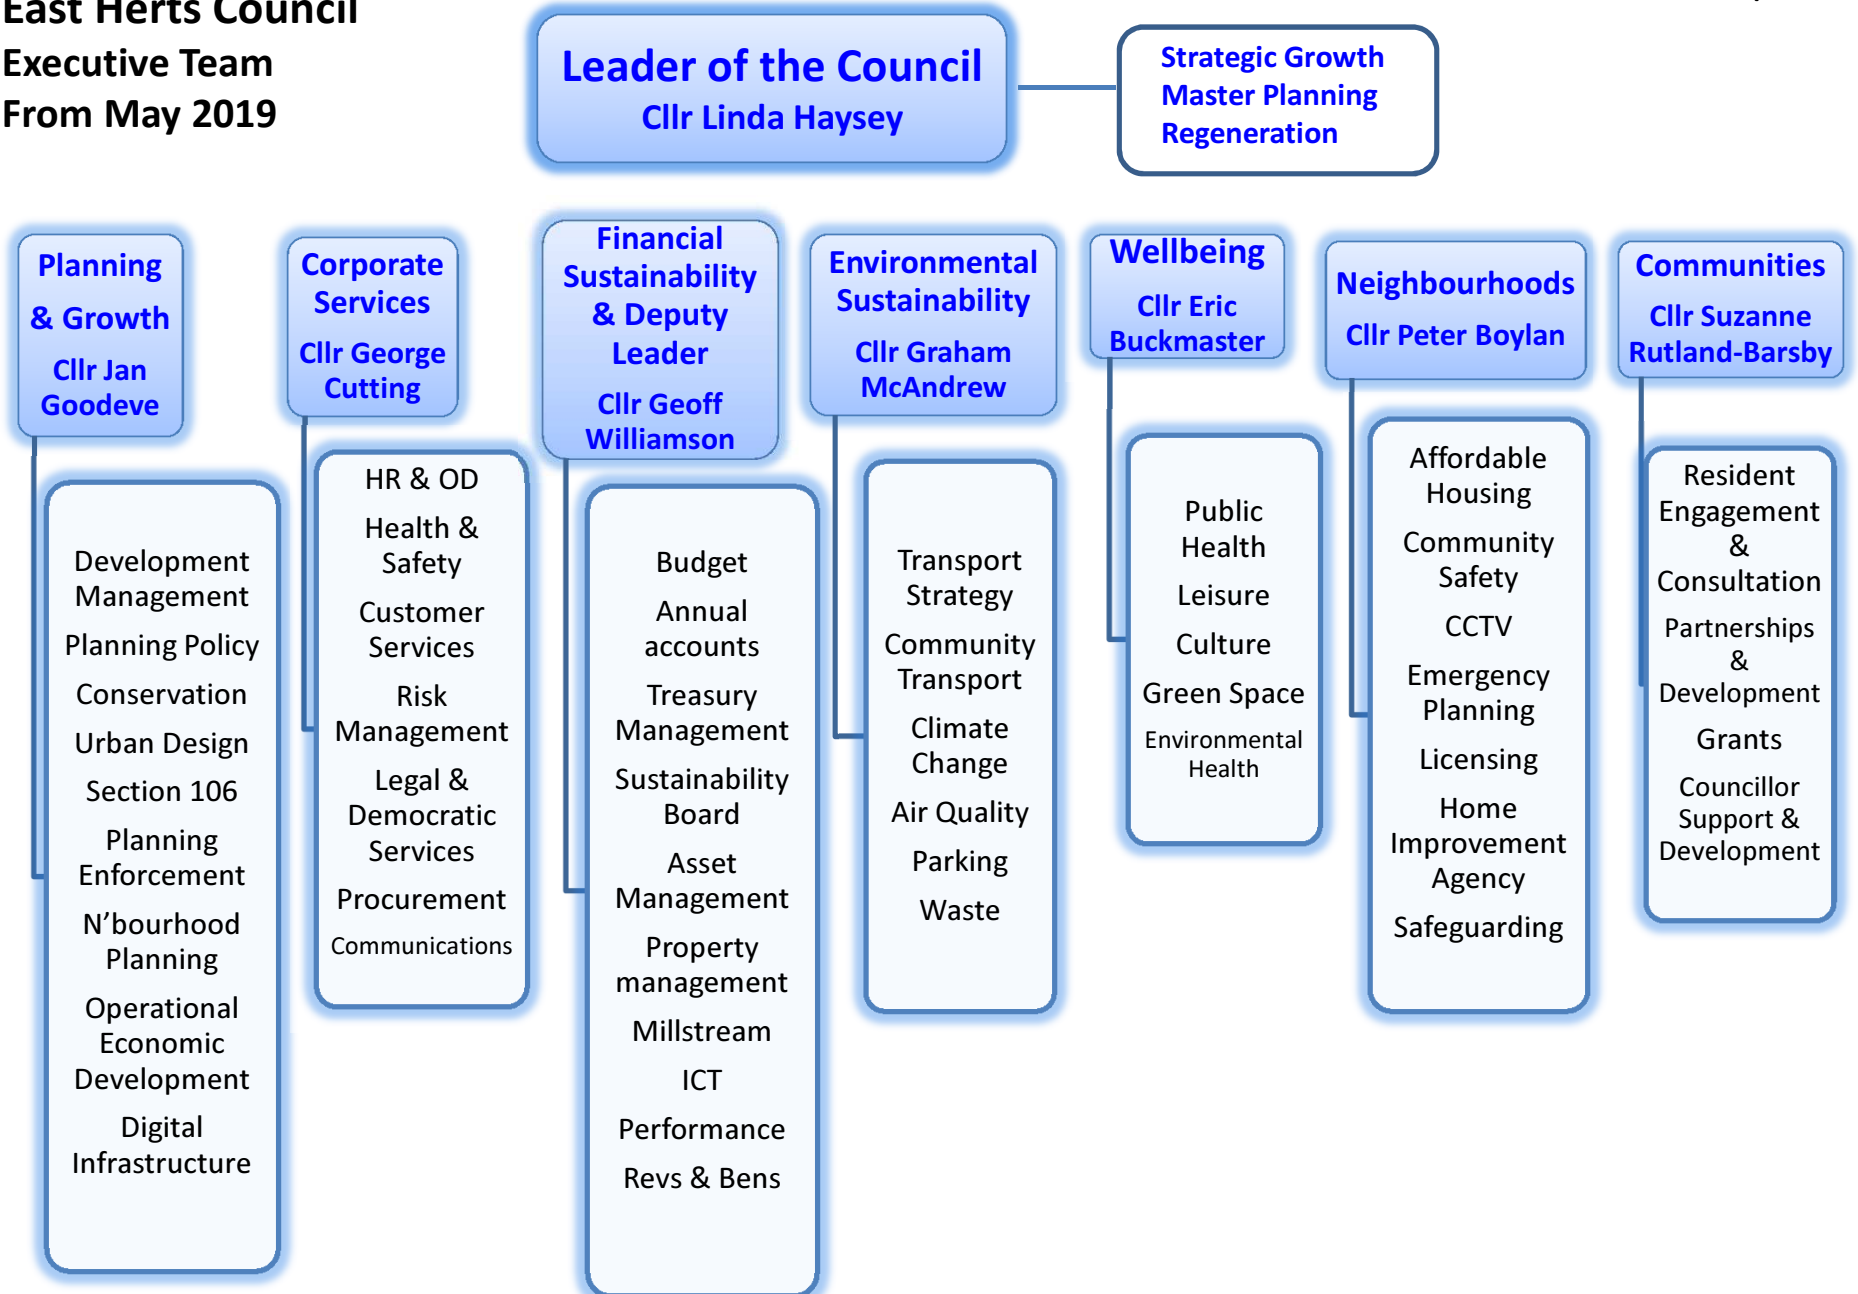 East Herts Council
Executive Team
From May 2019
Leader of the Council
Cllr Linda Haysey
Strategic Growth
Master Planning
Regeneration
Planning
& Growth
Cllr Jan
Goodeve
Development
Management
Planning Policy
Conservation
Urban Design
Section 106
Planning
Enforcement
N’bourhood
Planning
Operational
Economic
Development
Digital
Infrastructure
Corporate
Services
Cllr George
Cutting
HR & OD
Health &
Safety
Customer
Services
Risk
Management
Legal &
Democratic
Services
Procurement
Communications
Financial
Sustainability
& Deputy
Leader
Cllr Geoff
Williamson
Budget
Annual
accounts
Treasury
Management
Sustainability
Board
Asset
Management
Property
management
Millstream
ICT
Performance
Revs & Bens
Environmental
Sustainability
Cllr Graham
McAndrew
Transport
Strategy
Community
Transport
Climate
Change
Air Quality
Parking
Waste
Wellbeing
Cllr Eric
Buckmaster
Public
Health
Leisure
Culture
Green Space
Environmental
Health
Neighbourhoods
Cllr Peter Boylan
Affordable
Housing
Community
Safety
CCTV
Emergency
Planning
Licensing
Home
Improvement
Agency
Safeguarding
Communities
Cllr Suzanne
Rutland-Barsby
Resident
Engagement
&
Consultation
Partnerships
&
Development
Grants
Councillor
Support &
Development